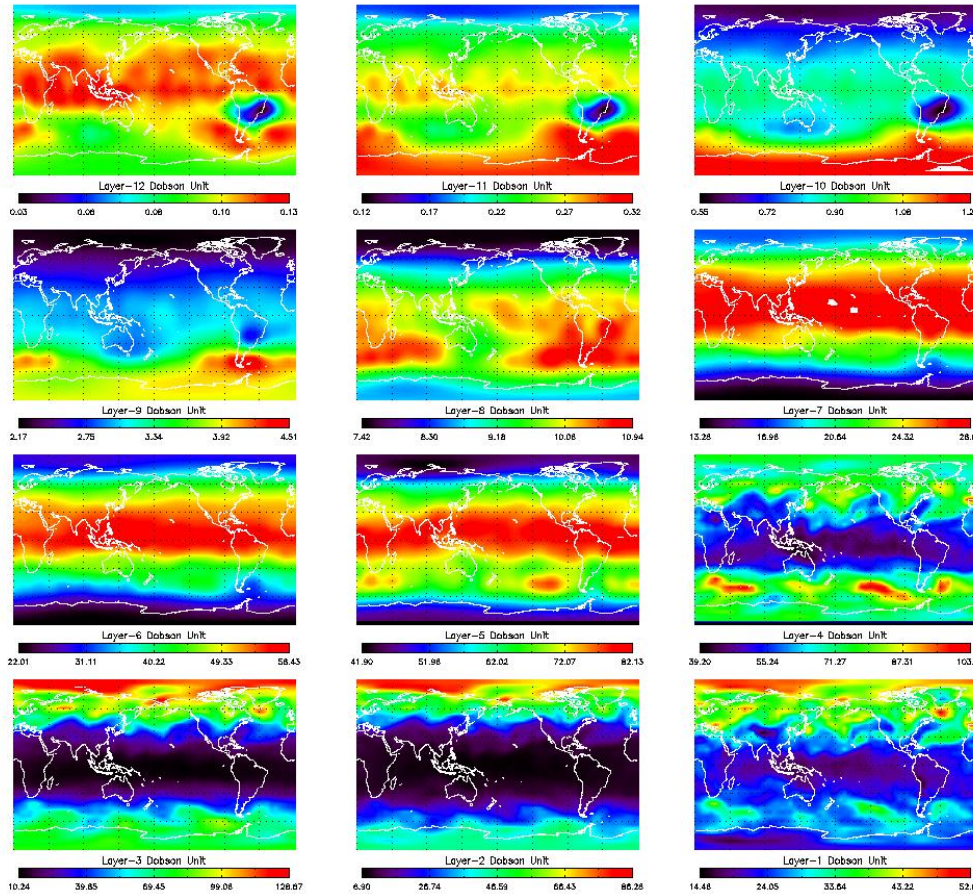 Layer-12 Dobson Unit
0.03 0.06 0.08 0.10 0.13
Layer-11 Dobson Unit
0.12 0.17 0.22 0.27 0.32
Layer-10 Dobson Unit
0.55 0.72 0.90 1.08 1.2
Layer-9 Dobson Unit
2.17 2.75 3.34 3.92 4.51
Layer-8 Dobson Unit
7.42 8.30 9.18 10.06 10.94
Layer-7 Dobson Unit
13.28 16.96 20.64 24.32 28.0
Layer-6 Dobson Unit
22.01 31.11 40.22 49.33 58.43
Layer-5 Dobson Unit
41.90 51.96 62.02 72.07 82.13
Layer-4 Dobson Unit
39.20 55.24 71.27 87.31 103.
Layer-3 Dobson Unit
10.24 39.85 69.45 99.06 128.67
Layer-2 Dobson Unit
6.90 26.74 46.59 66.43 86.28
Layer-1 Dobson Unit
14.46 24.05 33.64 43.22